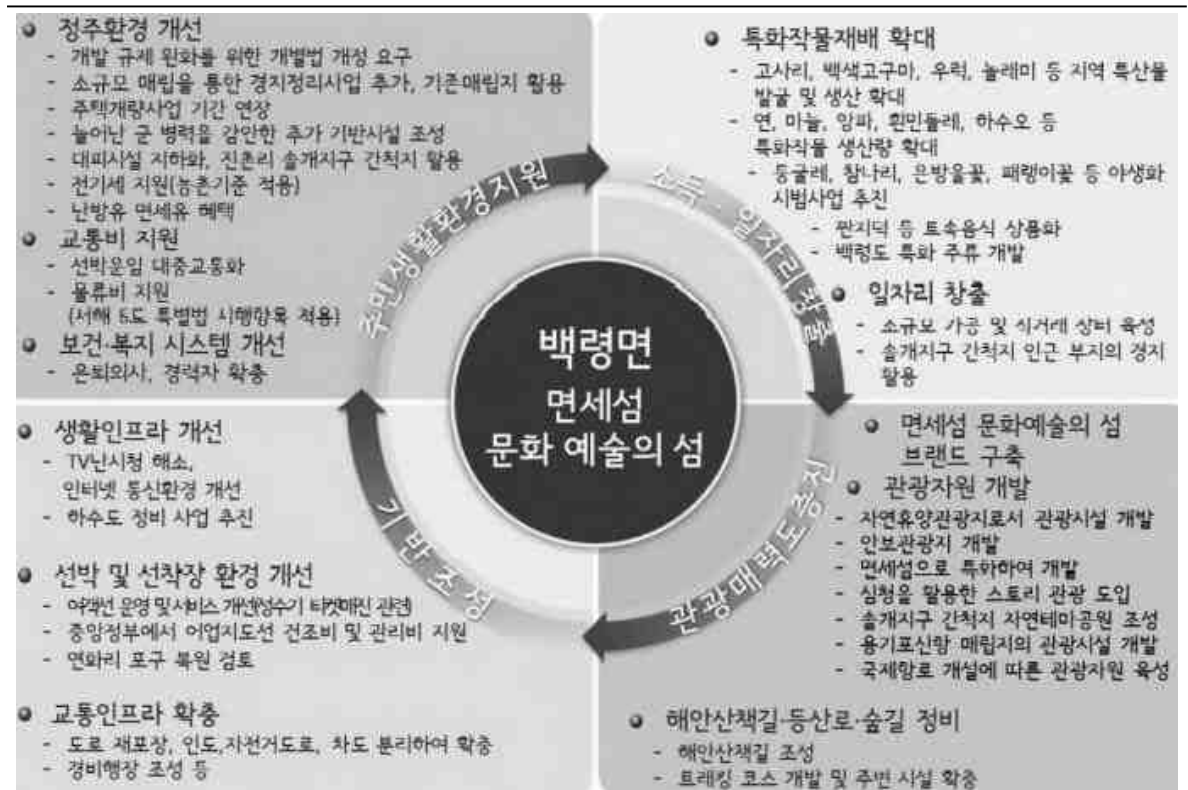 정주환경 개선
- 개발 규제 완화를 위한 개별법 개정 요구
- 소규모 매립을 통한 경지정리사업 추가, 기존매립지 활용
- 주택개량사업 기간 연장
- 늘어난 군 병력을 감안한 추가 기반시설 조성
- 대피시설 지하화, 진촌리 솔개지구 간척지 활용
- 전기세 지원(농촌기준 적용)
- 난방유 면세유 혜택
교통비 지원
- 선박운임 대중교통화
- 물류비 지원
(서해 5도 특별법 시행항목 적용)
보건·복지 시스템 개선
- 은퇴의사, 경력자 확충
주민생활환경지원
특화작물재배 확대
- 고사리, 백색고구마, 우럭, 놀래미 등 지역 특산물
발굴 및 생산 확대
- 연, 마늘, 양파, 흰민들레, 하수오 등
특화작물 생산량 확대
- 둥굴레, 참나리, 은방울꽃, 패랭이꽃 등 야생화
시범사업 추진
- 짠지떡 등 토속음식 상품화
- 백령도 특화 주류 개발
일자리 창출
- 소규모 가공 및 식거래 상터 육성
- 솔개지구 간척지 인근 부지의 경지
활용
소득·일자리창출
백령면
면세섬
문화 예술의 섬
생활인프라 개선
- TV난시청 해소,
인터넷 통신환경 개선
- 하수도 정비 사업 추진
선박 및 선착장 환경 개선
- 여객선 운영 및 서비스 개선(성수기 티켓매진 관련)
- 중앙정부에서 어업지도선 건조비 및 관리비 지원
- 연화리 포구 복원 검토
교통인프라 확충
- 도로 재포장, 인도,자전거도로, 차도 분리하여 확충
- 경비행장 조성 등
기반조성
면세섬 문화예술의 섬
브랜드 구축
관광자원 개발
- 자연휴양관광지로서 관광시설 개발
- 안보관광지 개발
- 면세섬으로 특화하여 개발
- 심청을 활용한 스토리 관광 도입
- 솔개지구 간척지 자연테마공원 조성
- 용기포신항 매립지의 관광시설 개발
- 국제항로 개설에 따른 관광자원 육성
해안산책길·등산로·숲길 정비
- 해안산책길 조성
- 트레킹 코스 개발 및 주변 시설 확충
관광매력도증진